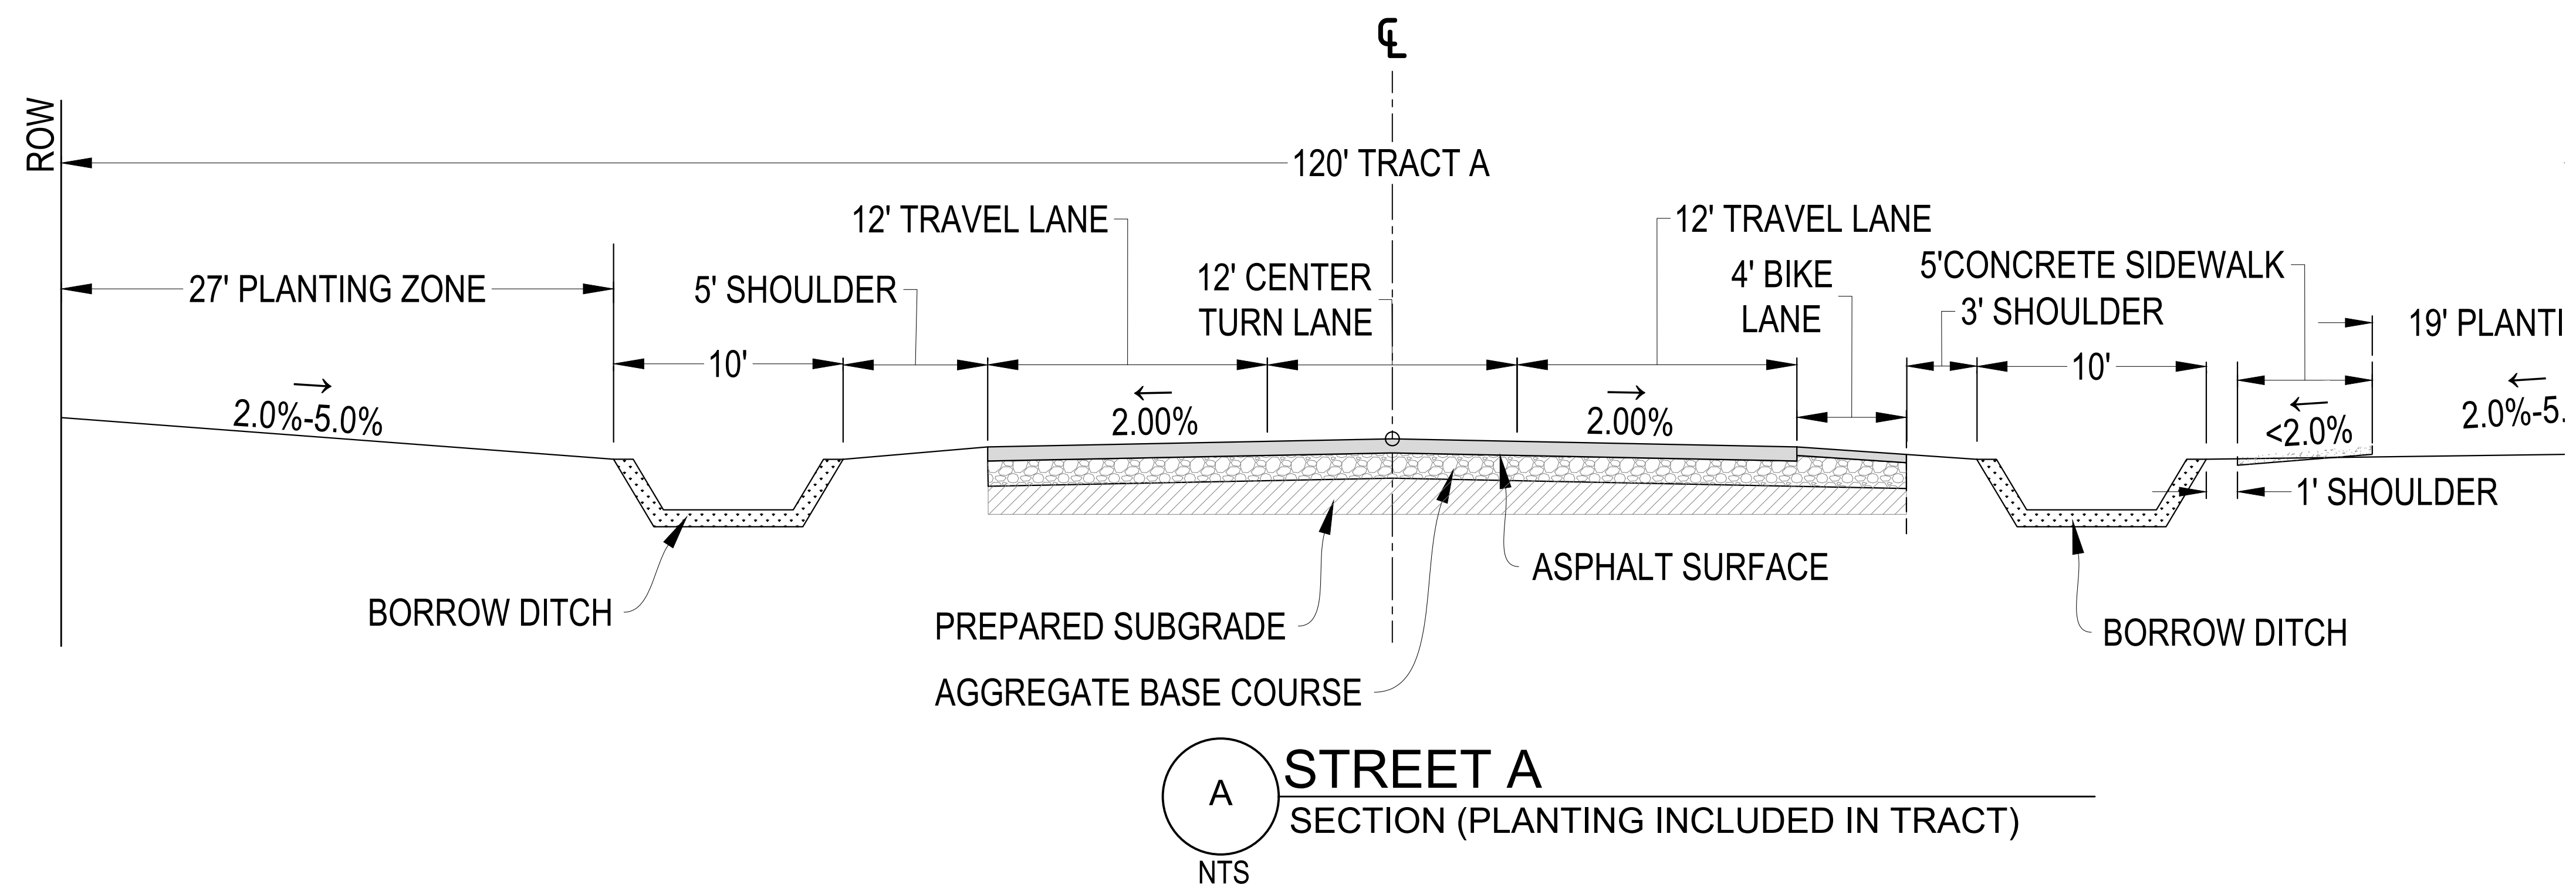 ROW
℄
120' TRACT A
12' TRAVEL LANE
12' TRAVEL LANE
27' PLANTING ZONE
5' SHOULDER
12' CENTER
TURN LANE
4' BIKE
LANE
5'CONCRETE SIDEWALK
3' SHOULDER
19' PLANTI
10'
10'
2.0%-5.0%
2.00%
2.00%
<2.0%
2.0%-5.
1' SHOULDER
BORROW DITCH
PREPARED SUBGRADE
AGGREGATE BASE COURSE
ASPHALT SURFACE
BORROW DITCH
A
STREET A
SECTION (PLANTING INCLUDED IN TRACT)
NTS